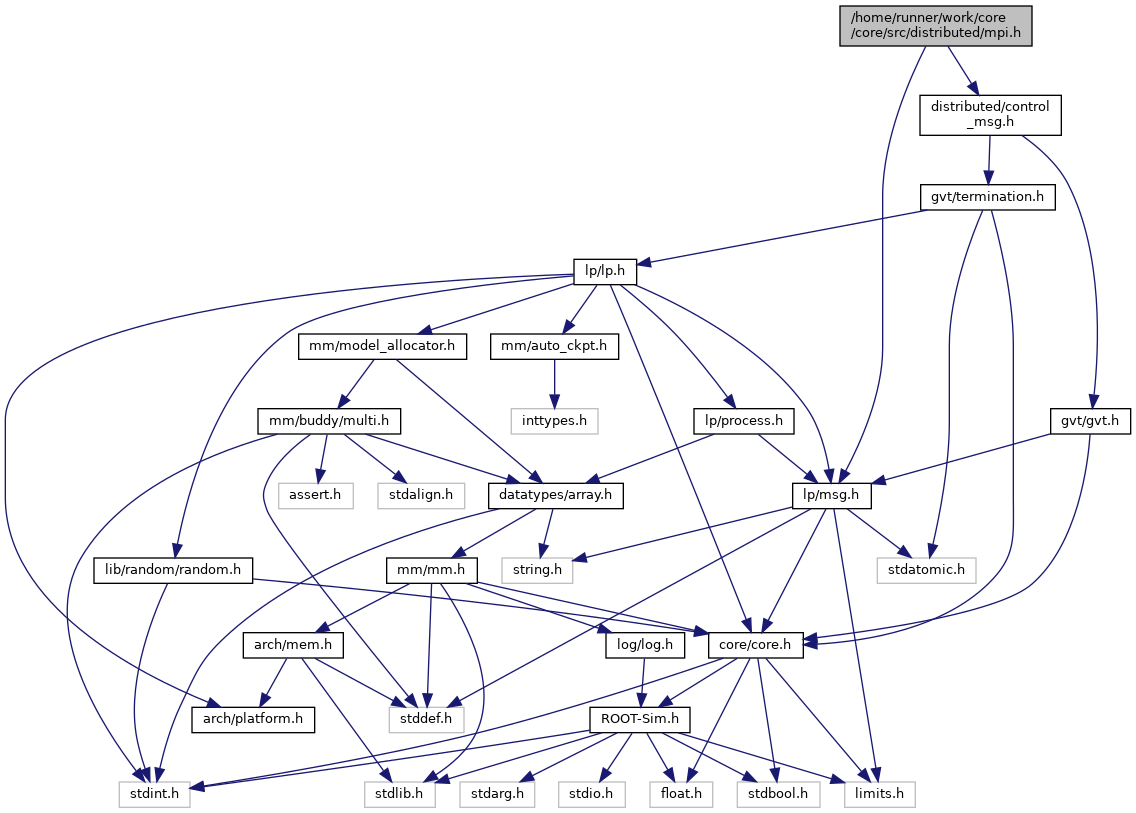 /home/runner/work/core
/core/src/distributed/mpi.h
distributed/control
_msg.h
gvt/termination.h
lp/lp.h
mm/model_allocator.h
mm/auto_ckpt.h
mm/buddy/multi.h
inttypes.h
lp/process.h
gvt/gvt.h
assert.h
stdalign.h
datatypes/array.h
lp/msg.h
lib/random/random.h
mm/mm.h
string.h
stdatomic.h
arch/mem.h
log/log.h
core/core.h
arch/platform.h
stddef.h
ROOT-Sim.h
stdint.h
stdlib.h
stdarg.h
stdio.h
float.h
stdbool.h
limits.h